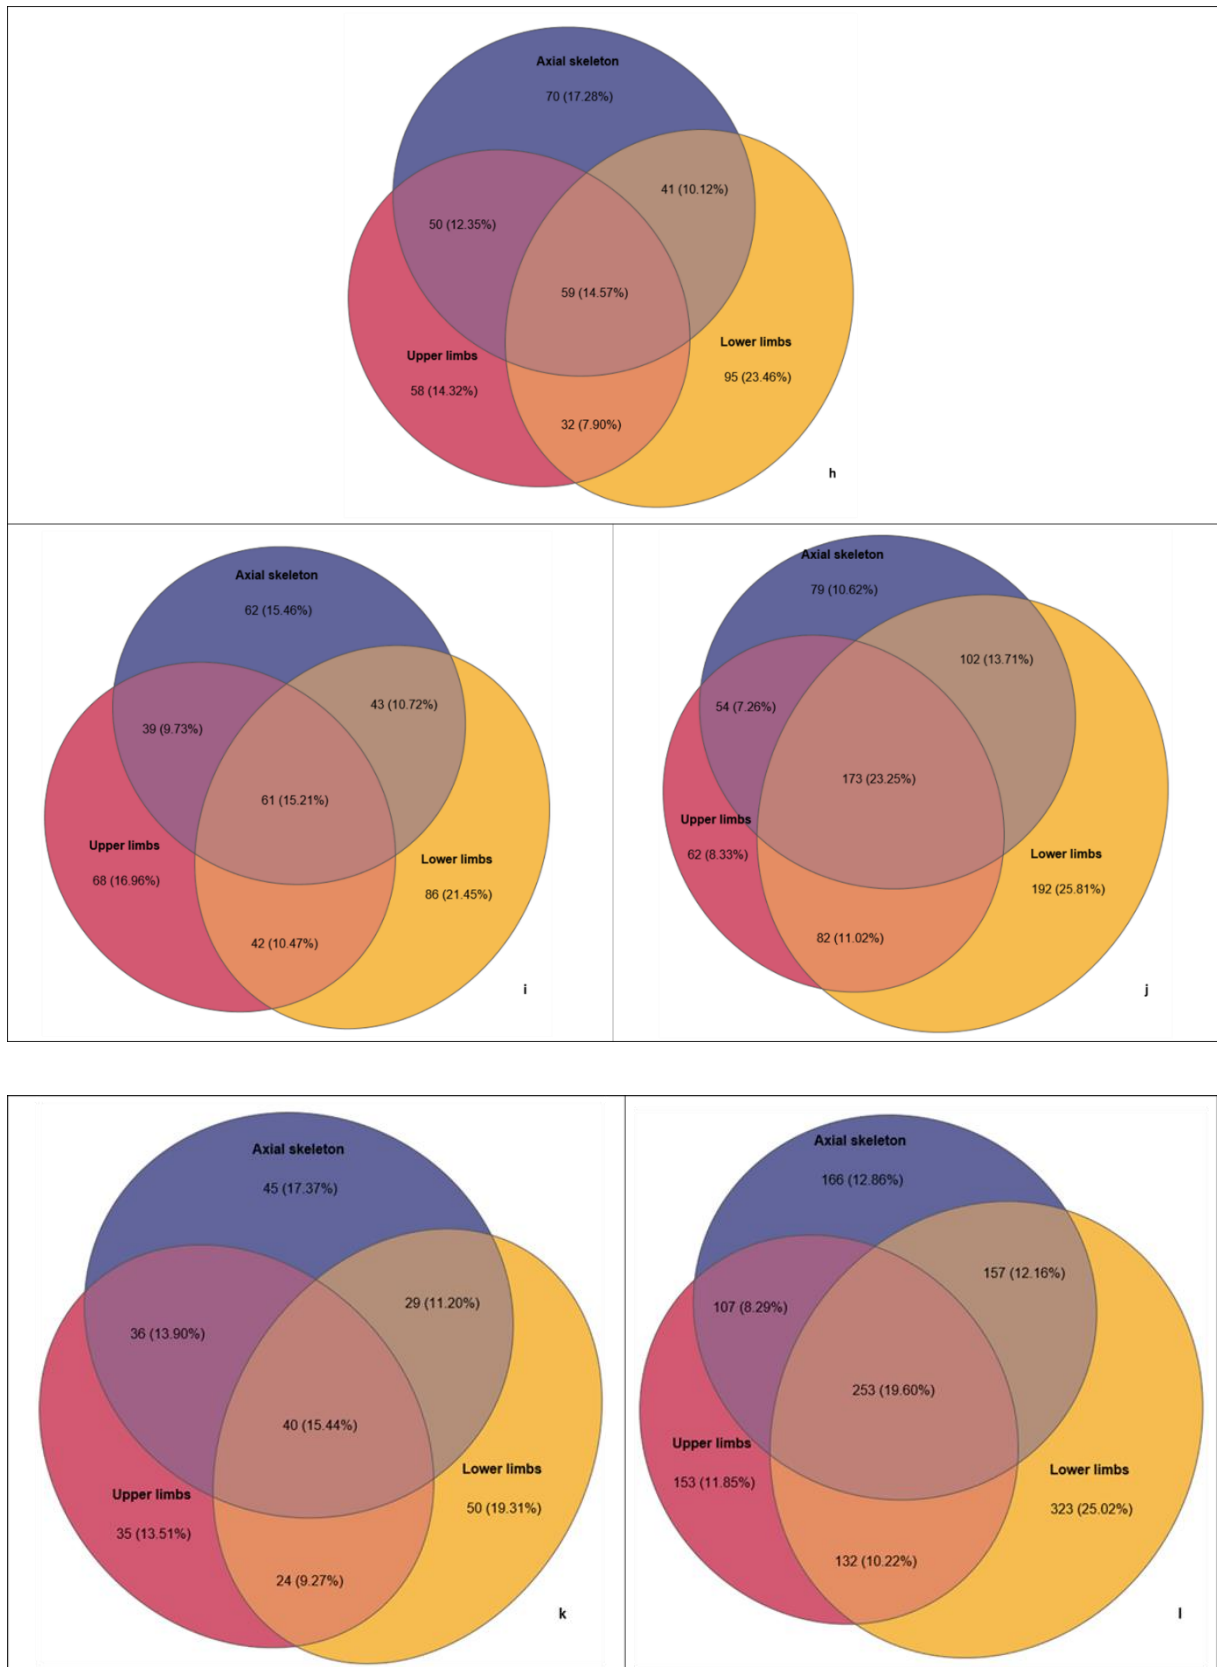 Axial skeleton
70 (17.28%)
41 (10.12%)
50 (12.35%)
59 (14.57%)
Lower limbs
Upper limbs
95 (23.46%)
58 (14.32%)
32 (7.90%)
h
Axial skeleton
62 (15.46%)
43 (10.72%)
39 (9.73%)
61 (15.21%)
Upper limbs
Lower limbs
68 (16.96%)
86 (21.45%)
42 (10.47%)
i
Axial skeleton
79 (10.62%)
102 (13.71%)
54 (7.26%)
173 (23.25%)
Upper limbs
62 (8.33%)
Lower limbs
192 (25.81%)
82 (11.02%)
j
Axial skeleton
45 (17.37%)
29 (11.20%)
36 (13.90%)
40 (15.44%)
Lower limbs
Upper limbs
50 (19.31%)
35 (13.51%)
24 (9.27%)
k
Axial skeleton
166 (12.86%)
157 (12.16%)
107 (8.29%)
253 (19.60%)
Upper limbs
Lower limbs
153 (11.85%)
323 (25.02%)
132 (10.22%)
l